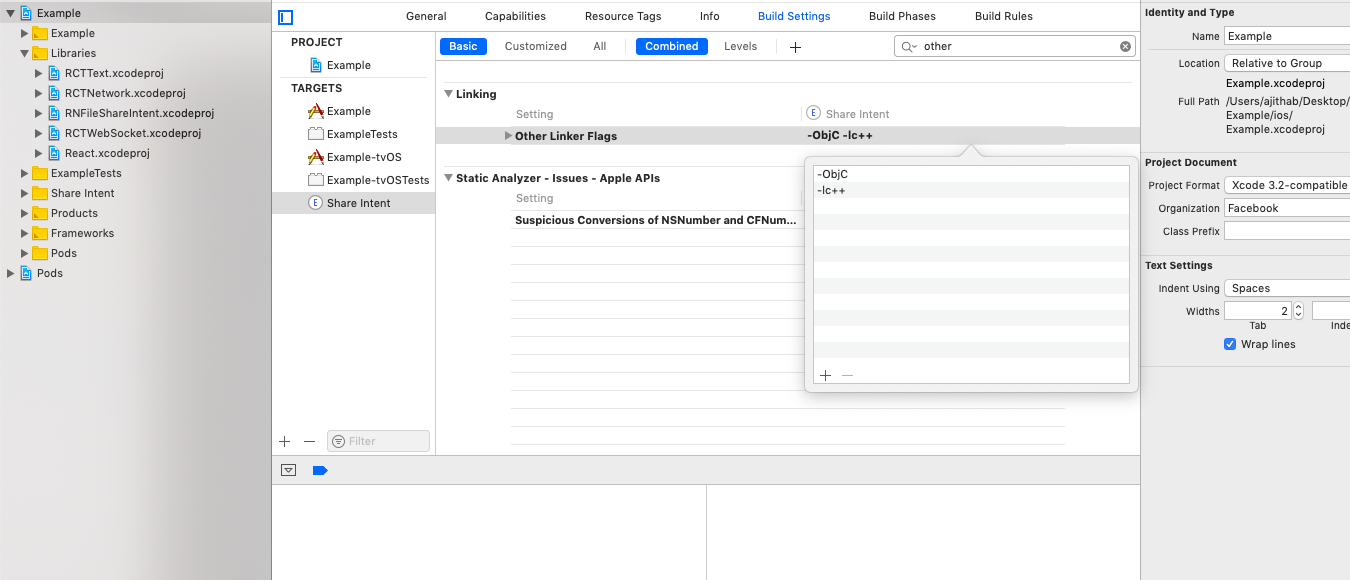 Example
Example
Libraries
RCTText.xcodeproj
RCTNetwork.xcodeproj
RNFileShareIntent.xcodeproj
RCTWebSocket.xcodeproj
React.xcodeproj
ExampleTests
Share Intent
Products
Frameworks
Pods
Pods
General Capabilities Resource Tags Info Build Settings Build Phases Build Rules
PROJECT
Example
TARGETS
Example
ExampleTests
Example-tvOS
Example-tvOSTests
E Share Intent
Filter
Basic Customized All Combined Levels + other
Linking
Setting E Share Intent
Other Linker Flags -ObjC -lc++
-ObjC
-lc++
Static Analyzer - Issues - Apple APIs
Setting
Suspicious Conversions of NSNumber and CFNum...
Identity and Type
Name Example
Location Relative to Group
Example.xcodeproj
Full Path /Users/ajithab/Desktop/
Example/ios/
Example.xcodeproj
Project Document
Project Format Xcode 3.2-compatible
Organization Facebook
Class Prefix
Text Settings
Indent Using Spaces
Widths 2
Tab Inde
Wrap lines